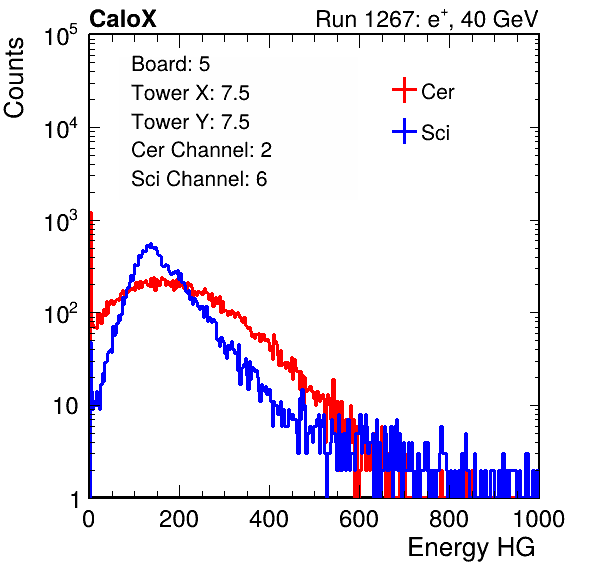 CaloX
Run 1267: e+, 40 GeV
Counts
10^5
10^4
10^3
10^2
10
1
Board: 5
Tower X: 7.5
Tower Y: 7.5
Cer Channel: 2
Sci Channel: 6
Cer
Sci
0 200 400 600 800 1000
Energy HG